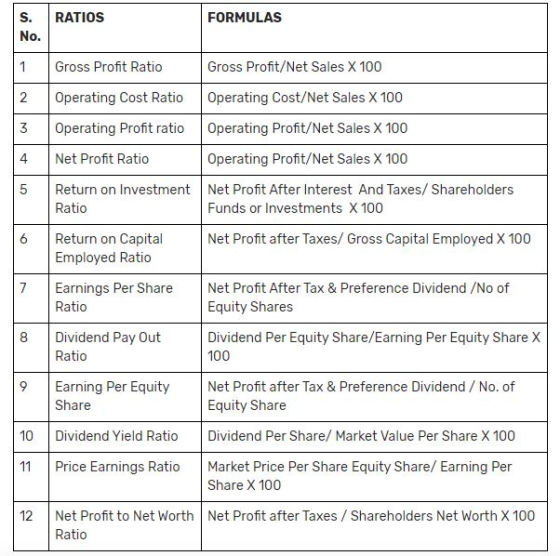 S. No. RATIOS FORMULAS
1 Gross Profit Ratio Gross Profit/Net Sales X 100
2 Operating Cost Ratio Operating Cost/Net Sales X 100
3 Operating Profit ratio Operating Profit/Net Sales X 100
4 Net Profit Ratio Operating Profit/Net Sales X 100
5 Return on Investment Ratio Net Profit After Interest And Taxes/ Shareholders Funds or Investments X 100
6 Return on Capital Employed Ratio Net Profit after Taxes/ Gross Capital Employed X 100
7 Earnings Per Share Ratio Net Profit After Tax & Preference Dividend /No of Equity Shares
8 Dividend Pay Out Ratio Dividend Per Equity Share/Earning Per Equity Share X 100
9 Earning Per Equity Share Net Profit after Tax & Preference Dividend / No. of Equity Share
10 Dividend Yield Ratio Dividend Per Share/ Market Value Per Share X 100
11 Price Earnings Ratio Market Price Per Share Equity Share/ Earning Per Share X 100
12 Net Profit to Net Worth Ratio Net Profit after Taxes / Shareholders Net Worth X 100